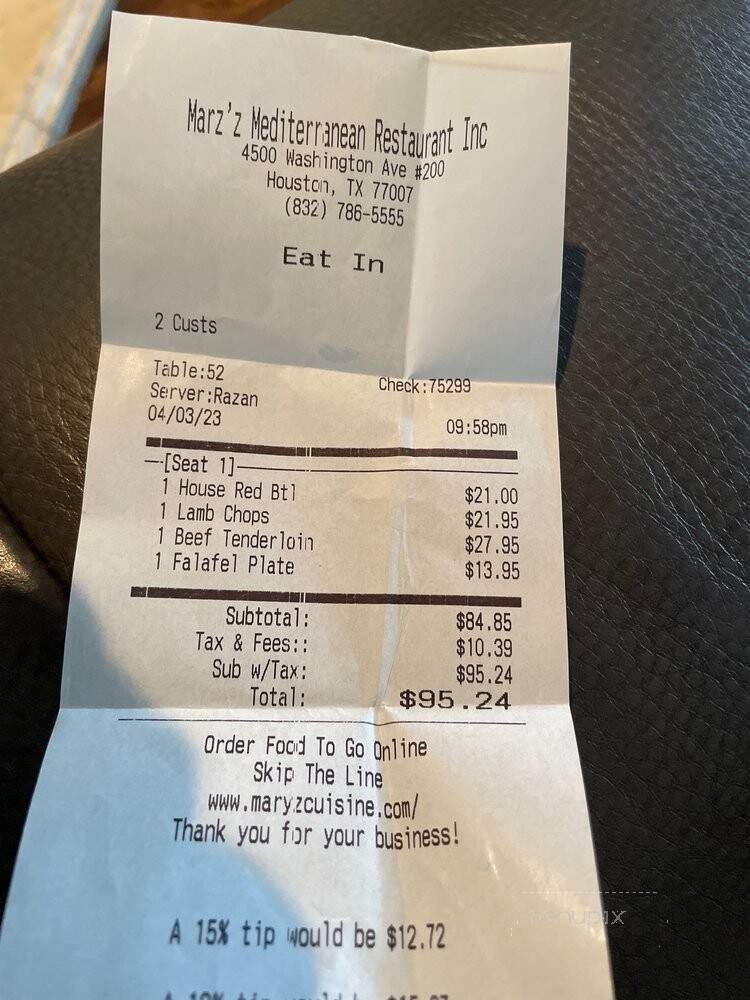 Marz'z Mediterranean Restaurant Inc
4500 Washington Ave #200
Houston, TX 77007
(832) 786-5555
Eat In
2 Custs
Table:52 Check:75299
Server:Razan
04/03/23 09:58pm
[Seat 1]
1 House Red Btl $21.00
1 Lamb Chops $21.95
1 Beef Tenderloin $27.95
1 Falafel Plate $13.95
Subtotal: $84.85
Tax & Fees:: $10.39
Sub w/Tax: $95.24
Total: $95.24
Order Food To Go Online
Skip The Line
www.maryzcuisine.com/
Thank you for your business!
A 15% tip would be $12.72
menupix